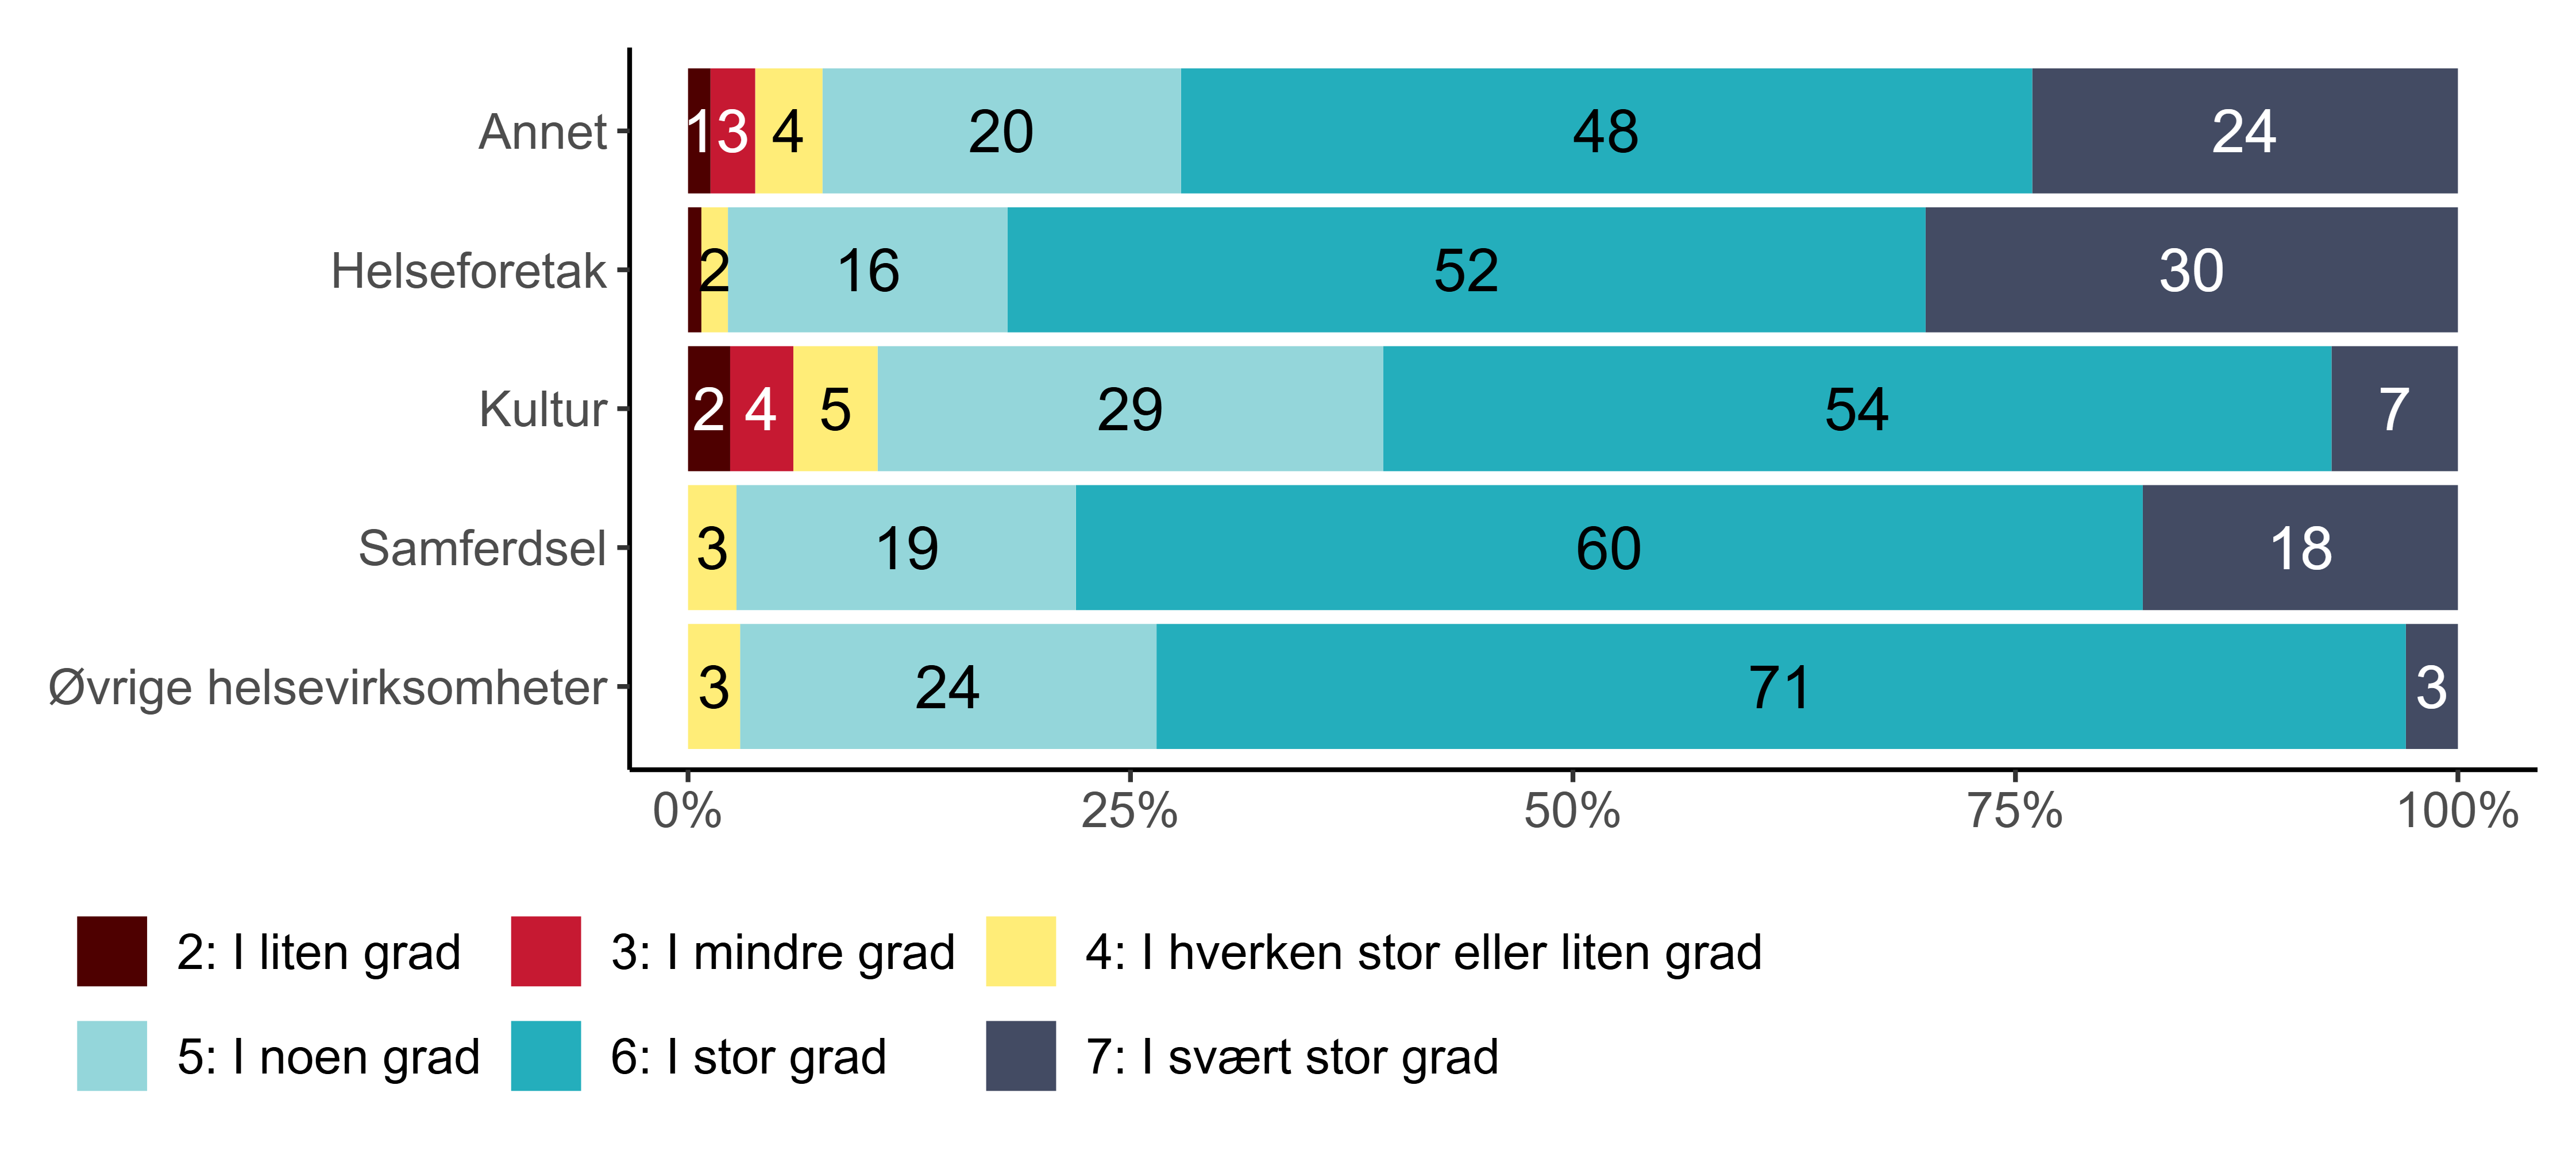 Annet 1 3 4 20 48 24
Helseforetak 2 16 52 30
Kultur 2 4 5 29 54 7
Samferdsel 3 19 60 18
Øvrige helsevirksomheter 3 24 71 3
0% 25% 50% 75% 100%
2: I liten grad 3: I mindre grad 4: I hverken stor eller liten grad
5: I noen grad 6: I stor grad 7: I svært stor grad